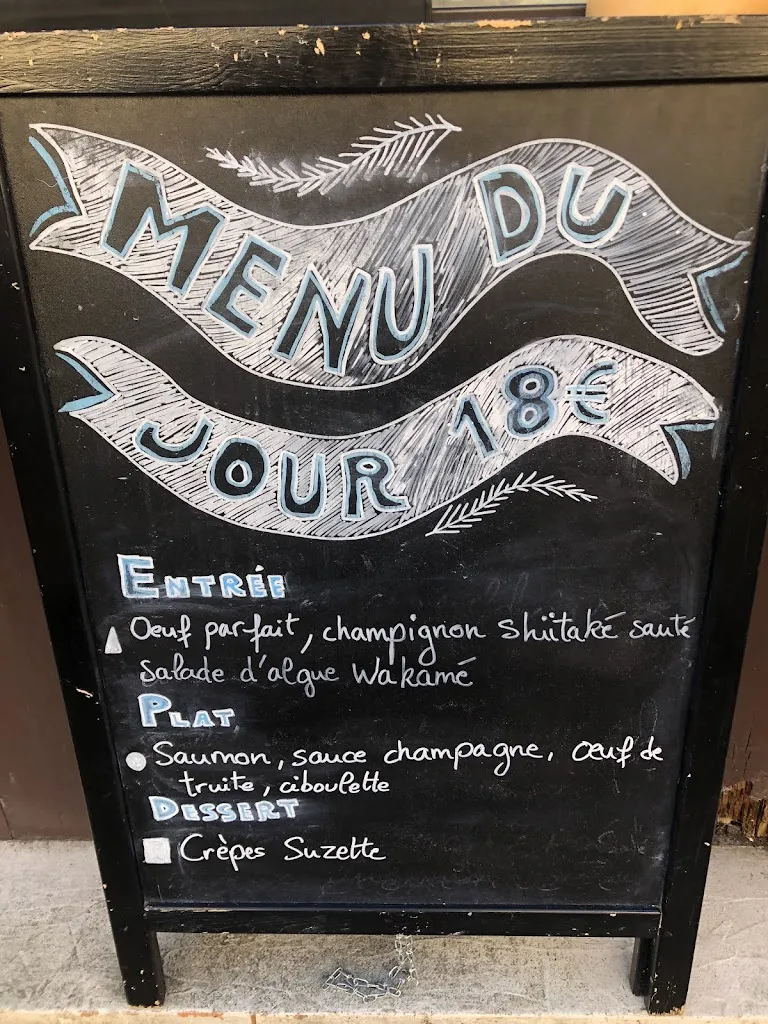 MENU DU
JOUR 18€
ENTRÉE
Oeuf parfait, champignon Shiitaké sauté
Salade d'algue Wakamé
PLAT
Saumon, sauce champagne, oeuf de
truite, ciboulette
DESSERT
Crèpes Suzette